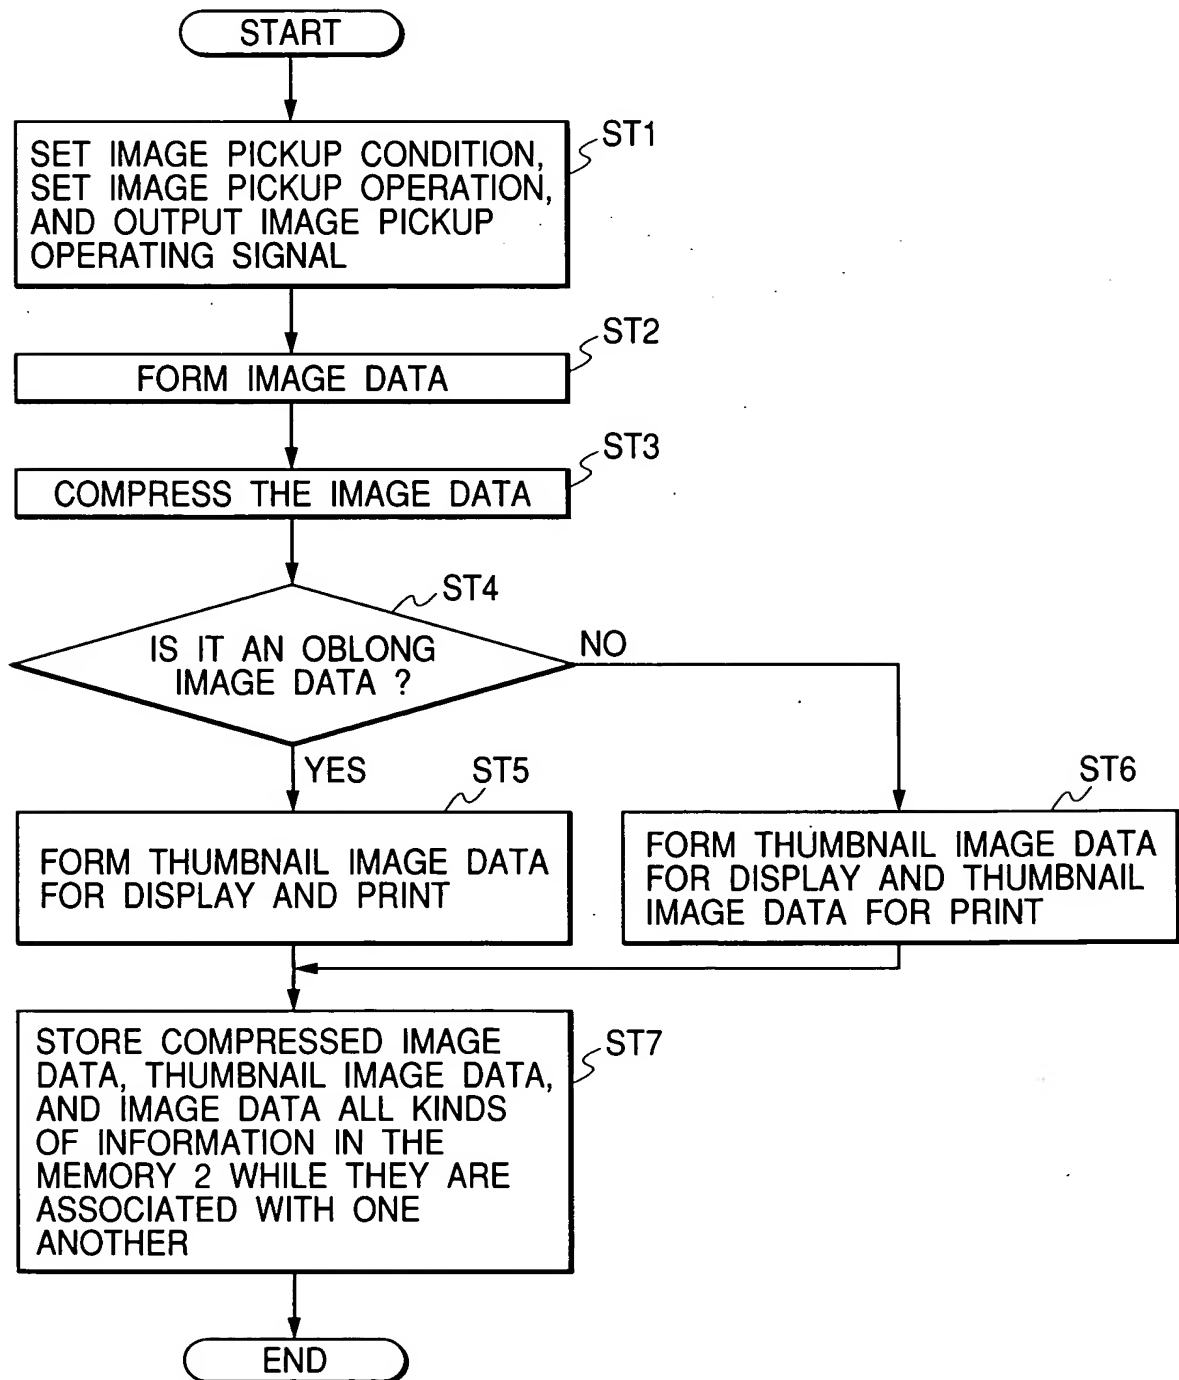 START
ST1
SET IMAGE PICKUP CONDITION,
SET IMAGE PICKUP OPERATION,
AND OUTPUT IMAGE PICKUP
OPERATING SIGNAL
ST2
FORM IMAGE DATA
ST3
COMPRESS THE IMAGE DATA
ST4
IS IT AN OBLONG
IMAGE DATA ?
NO
YES
ST5
FORM THUMBNAIL IMAGE DATA
FOR DISPLAY AND PRINT
ST6
FORM THUMBNAIL IMAGE DATA
FOR DISPLAY AND THUMBNAIL
IMAGE DATA FOR PRINT
ST7
STORE COMPRESSED IMAGE
DATA, THUMBNAIL IMAGE DATA,
AND IMAGE DATA ALL KINDS
OF INFORMATION IN THE
MEMORY 2 WHILE THEY ARE
ASSOCIATED WITH ONE
ANOTHER
END